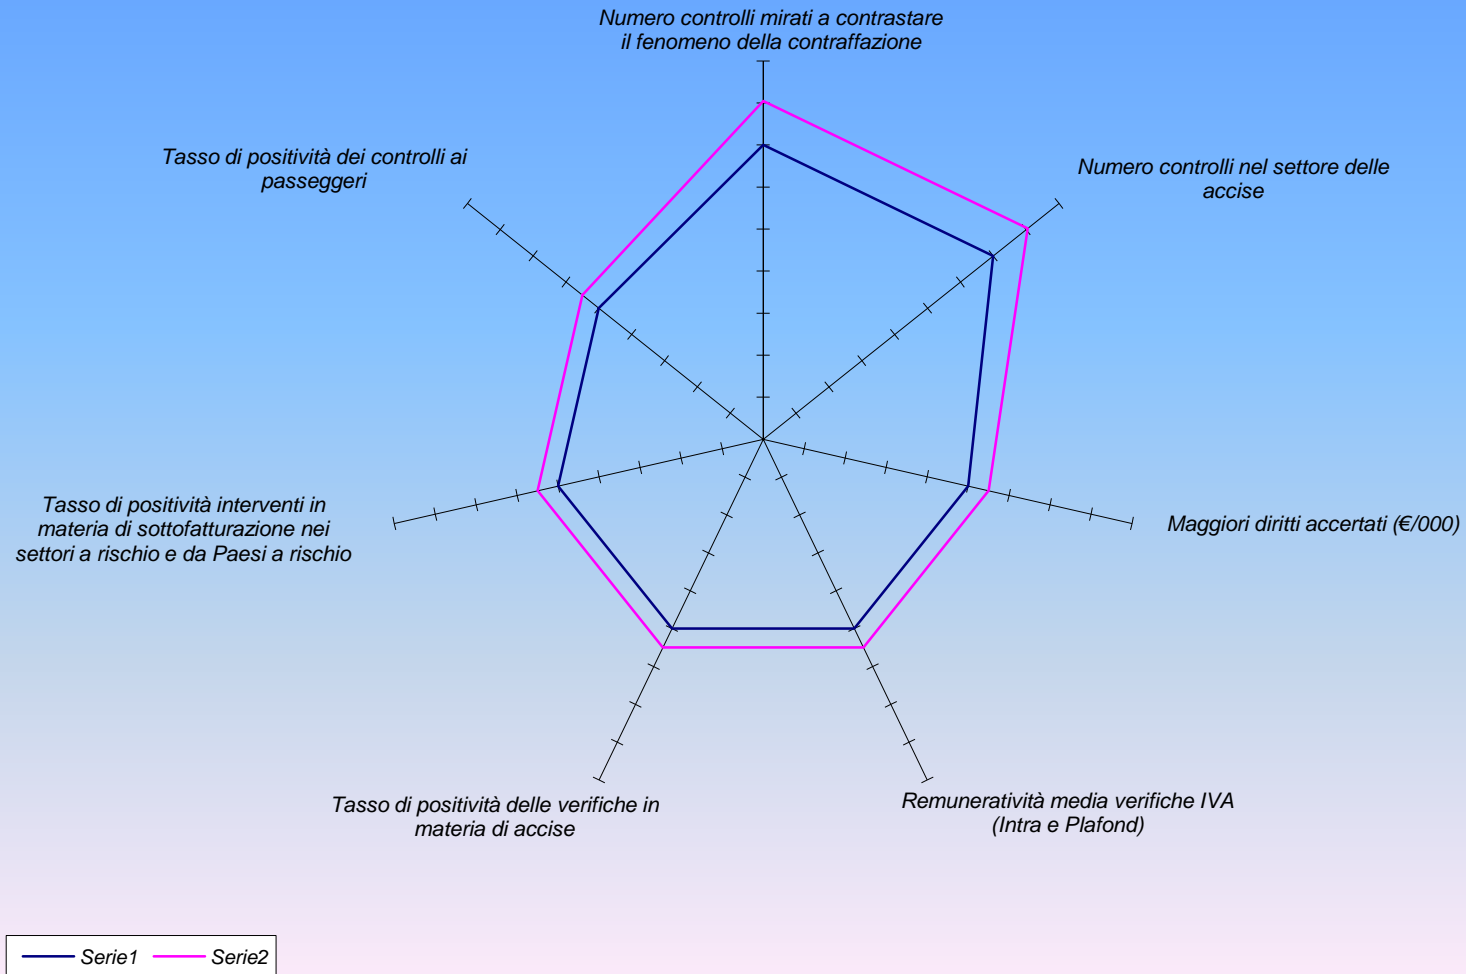 Numero controlli mirati a contrastare
il fenomeno della contraffazione
Tasso di positività dei controlli ai
passeggeri
Numero controlli nel settore delle
accise
Tasso di positività interventi in
materia di sottofatturazione nei
settori a rischio e da Paesi a rischio
Maggiori diritti accertati (€/000)
Tasso di positività delle verifiche in
materia di accise
Remuneratività media verifiche IVA
(Intra e Plafond)
Serie1 Serie2